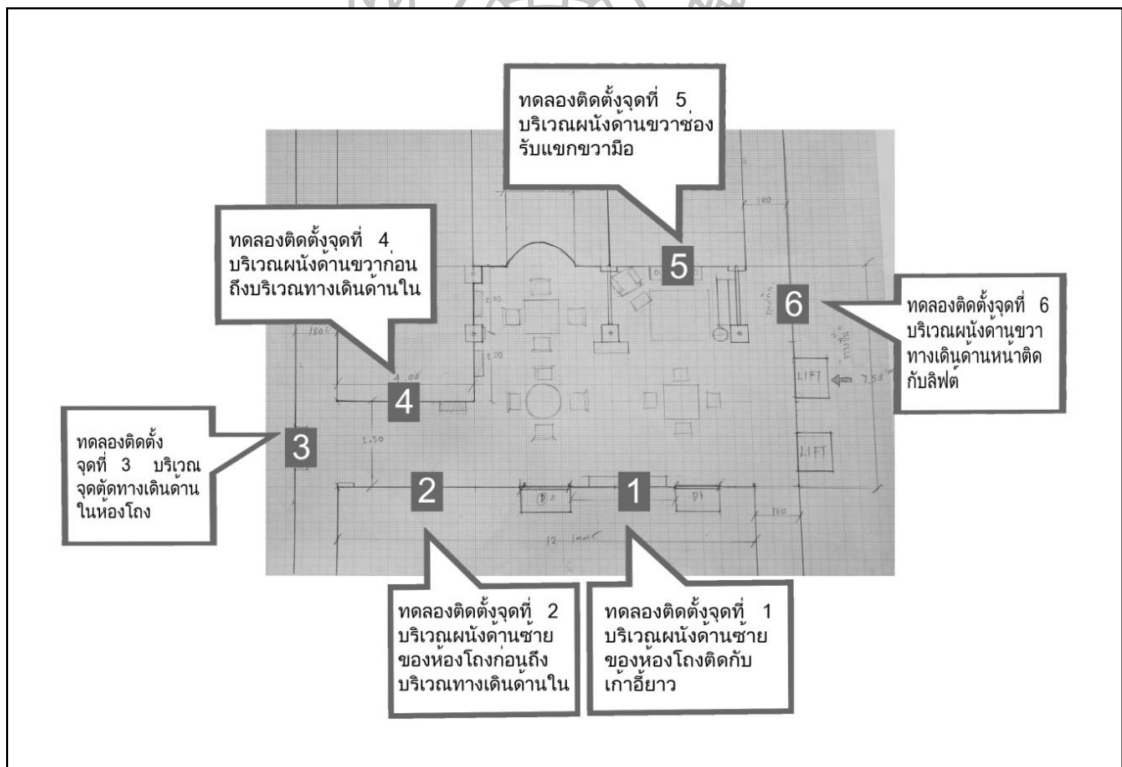 ทดลองติดตั้งจุดที่ 5
บริเวณผนังด้านขวาช่อง
รับแขกขวามือ
ทดลองติดตั้งจุดที่ 4
บริเวณผนังด้านขวาก่อน
ถึงบริเวณทางเดินด้านใน
ทดลองติดตั้งจุดที่ 6
บริเวณผนังด้านขวา
ทางเดินด้านหน้าติด
กับลิฟต์
ทดลองติดตั้ง
จุดที่ 3 บริเวณ
จุดตัดทางเดินด้าน
ในห้องโถง
ทดลองติดตั้งจุดที่ 2
บริเวณผนังด้านซ้าย
ของห้องโถงก่อนถึง
บริเวณทางเดินด้านใน
ทดลองติดตั้งจุดที่ 1
บริเวณผนังด้านซ้าย
ของห้องโถงติดกับ
เก้าอี้ยาว
5
6
4
3
2
1
180
4.00
2.50
2.00
LIFT
LIFT
7.50
180